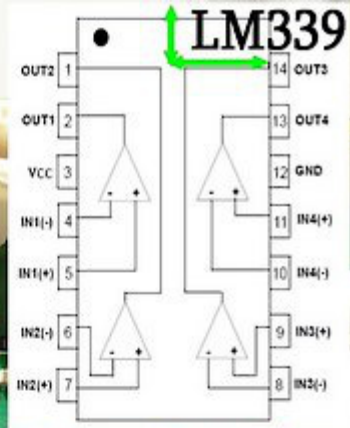 LM339
OUT2 1 14 OUT3
OUT1 2 13 OUT4
VCC 3 12 GND
IN1(-) 4 11 IN4(+)
IN1(+) 5 10 IN4(-)
IN2(-) 6 9 IN3(+)
IN2(+) 7 8 IN3(-)
- + - +
- + - +